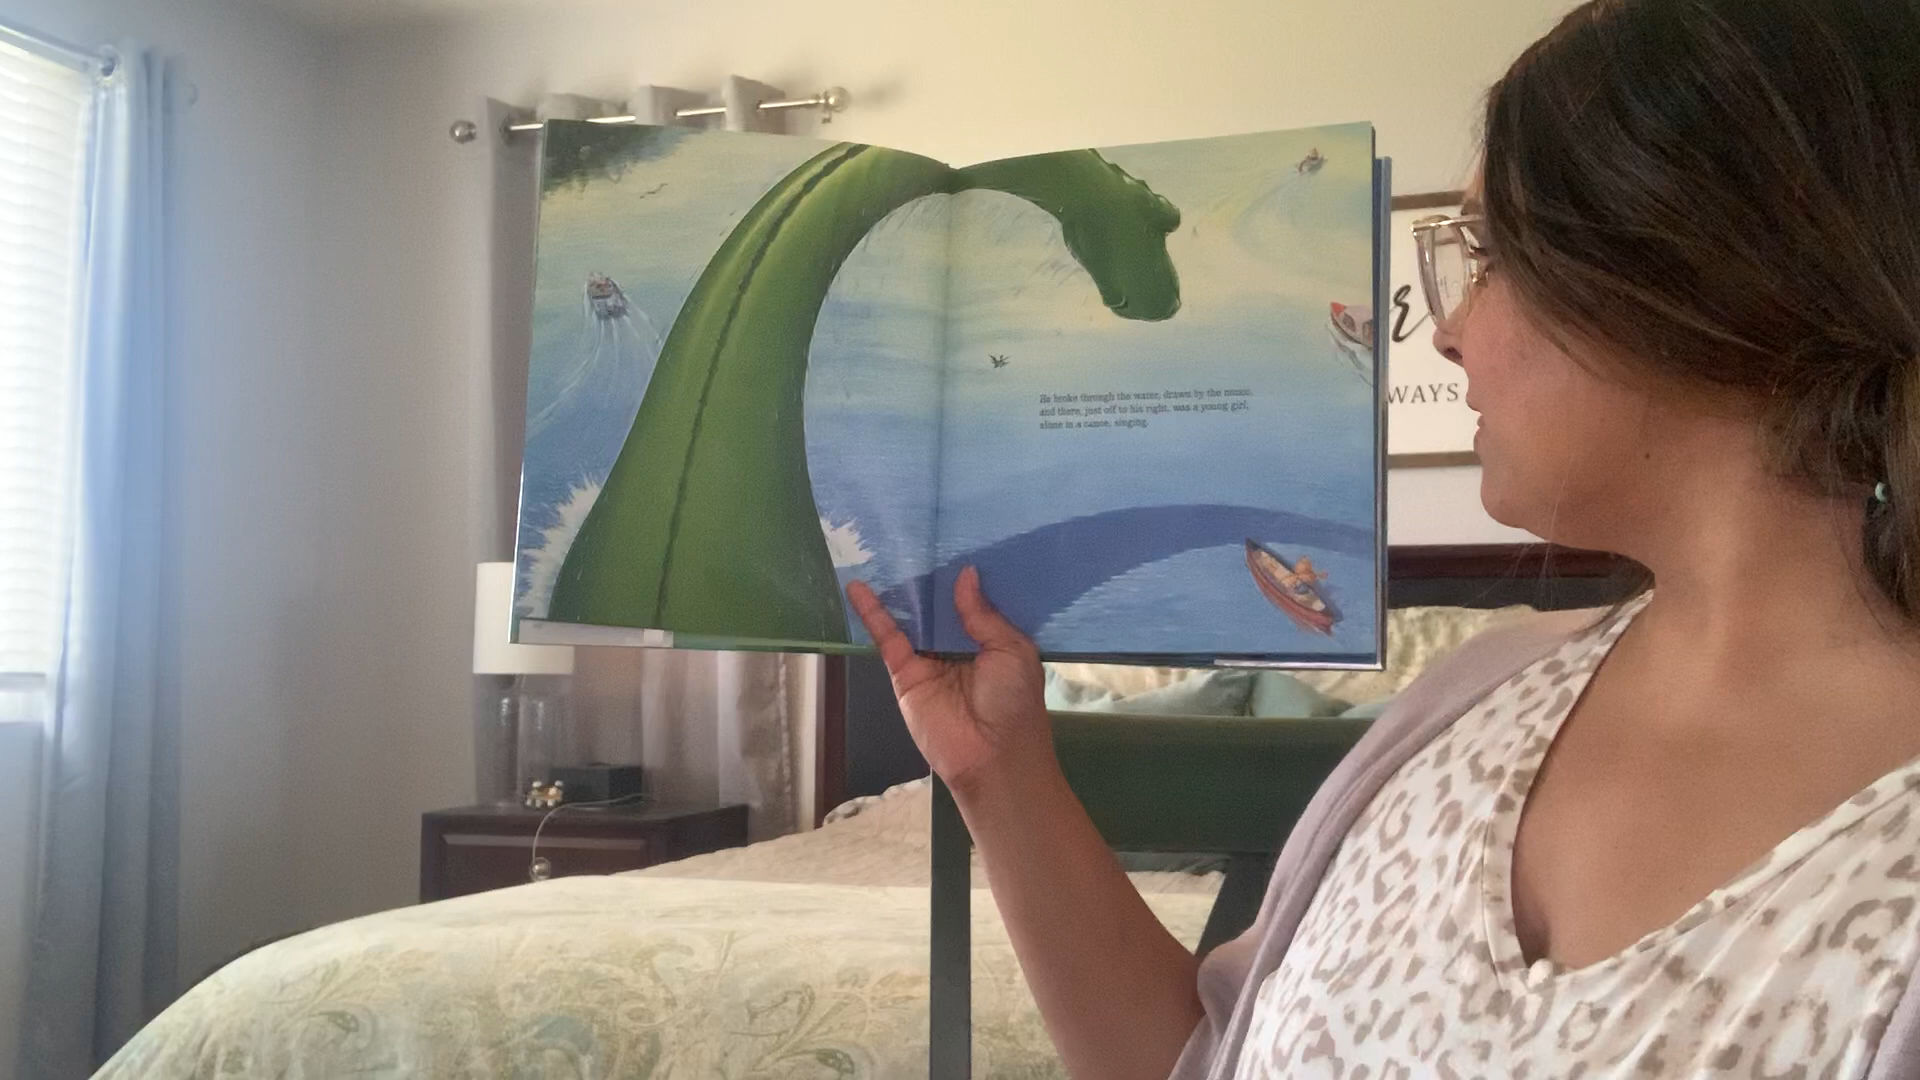 He broke through the water, drawn by the music,
and there, just off to his right, was a young girl,
alone in a canoe, singing.
r
WAYS